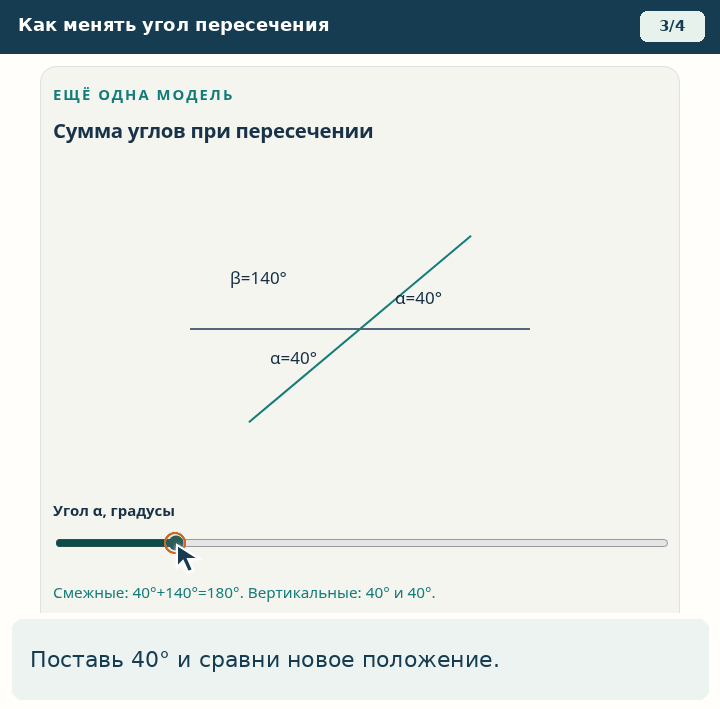 Как менять угол пересечения
3/4
ЕЩЁ ОДНА МОДЕЛЬ
Сумма углов при пересечении
β=140°
α=40°
α=40°
Угол α, градусы
Смежные: 40°+140°=180°. Вертикальные: 40° и 40°.
Поставь 40° и сравни новое положение.